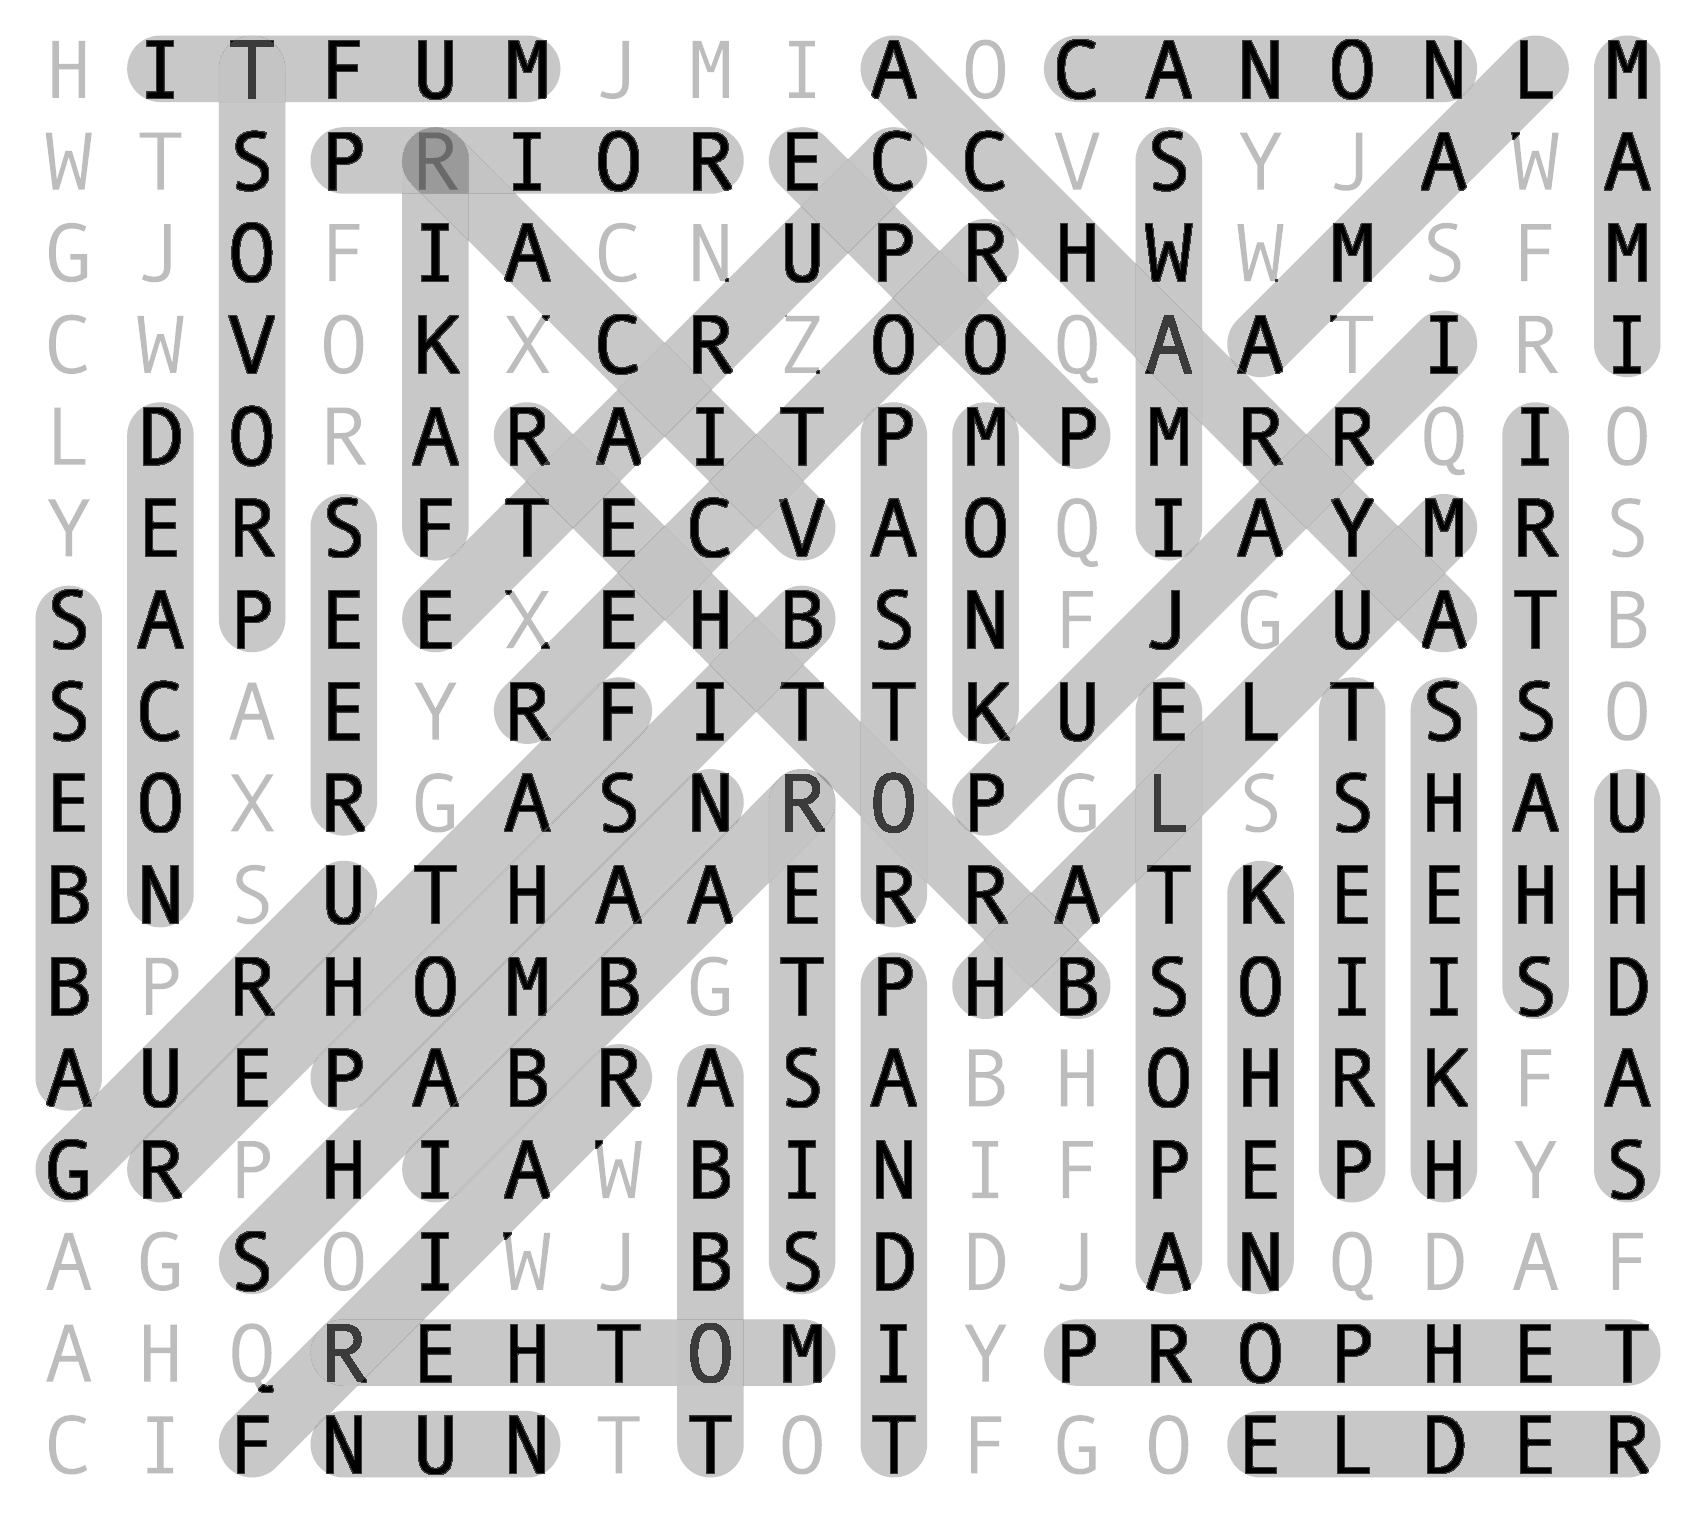 H I T F U M J M I A O C A N O N L M
W T S P R I O R E C C V S Y J A W A
G J O F I A C N U P R H W W M S F M
C W V O K X C R Z O O Q A A T I R I
L D O R A R A I T P M P M R R Q I O
Y E R S F T E C V A O Q I A Y M R S
S A P E E X E H B S N F J G U A T B
S C A E Y R F I T T K U E L T S S O
E O X R G A S N R O P G L S S H A U
B N S U T H A A E R R A T K E E H H
B P R H O M B G T P H B S O I I S D
A U E P A B R A S A B H O H R K F A
G R P H I A W B I N I F P E P H Y S
A G S O I W J B S D D J A N Q D A F
A H Q R E H T O M I Y P R O P H E T
C I F N U N T T O T F G O E L D E R